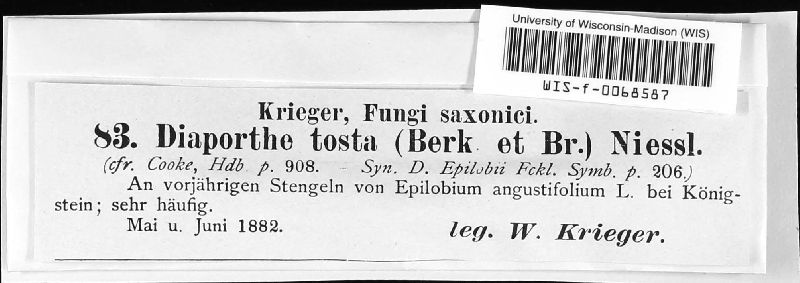 University of Wisconsin-Madison (WIS)
WIS-f-0068587
Krieger, Fungi saxonici.
83. Diaporthe tosta (Berk. et Br.) Niessl.
(cfr. Cooke, Hdb p. 908. - Syn. D. Epilobii Fckl. Symb. p. 206.)
An vorjährigen Stengeln von Epilobium angustifolium L. bei König-
stein; sehr häufig.
Mai u. Juni 1882.
leg. W. Krieger.